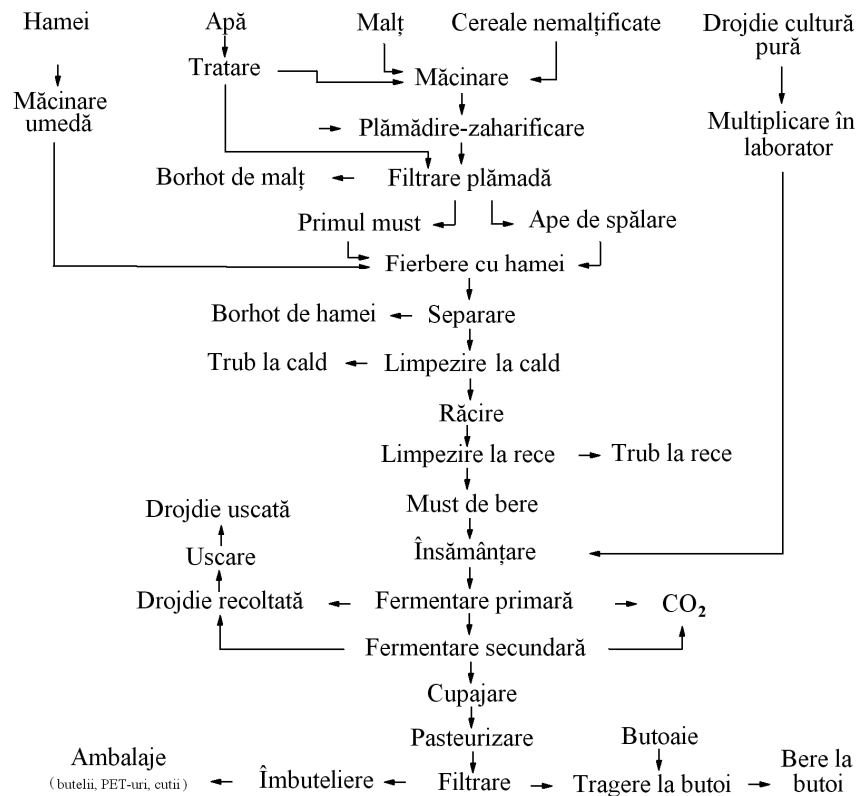 Hamei
Apă
Malț
Cereale nemalțificate
Drojdie cultură
pură
Tratare
Măcinare
Măcinare
umedă
Plămădire-zaharificare
Multiplicare în
laborator
Borhot de malț
Filtrare plămadă
Primul must
Ape de spălare
Fierbere cu hamei
Borhot de hamei
Separare
Trub la cald
Limpezire la cald
Răcire
Limpezire la rece
Trub la rece
Must de bere
Drojdie uscată
Însămânțare
Uscare
Drojdie recoltată
Fermentare primară
CO₂
Fermentare secundară
Cupajare
Pasteurizare
Butoaie
Ambalaje
(butelii, PET-uri, cutii)
Îmbuteliere
Filtrare
Tragere la butoi
Bere la
butoi